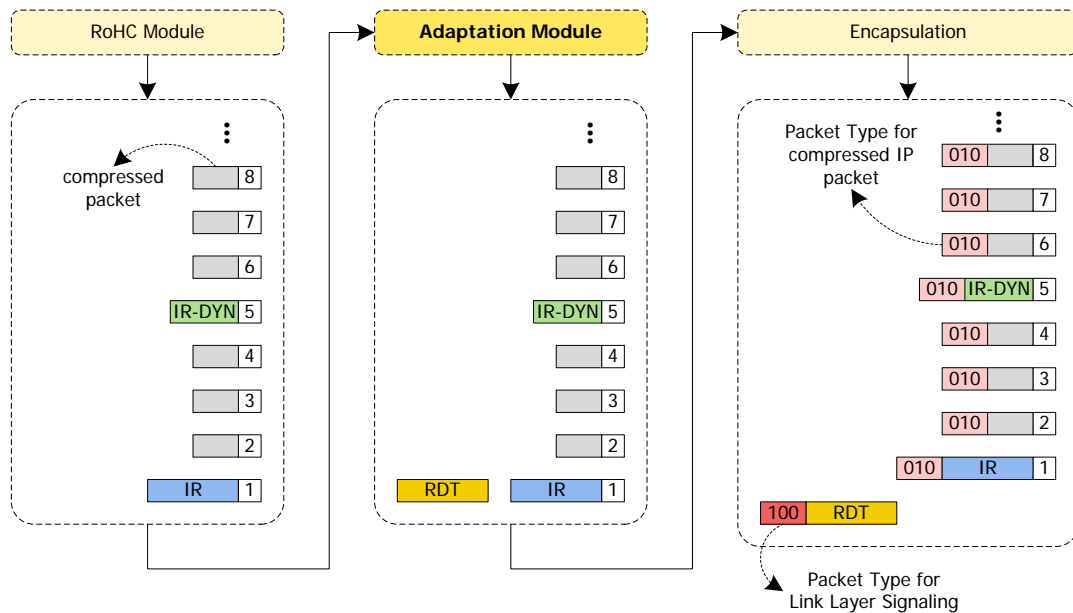 RoHC Module
compressed
packet
8
7
6
IR-DYN 5
4
3
2
IR 1
Adaptation Module
8
7
6
IR-DYN 5
4
3
2
RDT IR 1
Encapsulation
Packet Type for
compressed IP
packet
010 8
010 7
010 6
010 IR-DYN 5
010 4
010 3
010 2
010 IR 1
100 RDT
Packet Type for
Link Layer Signaling